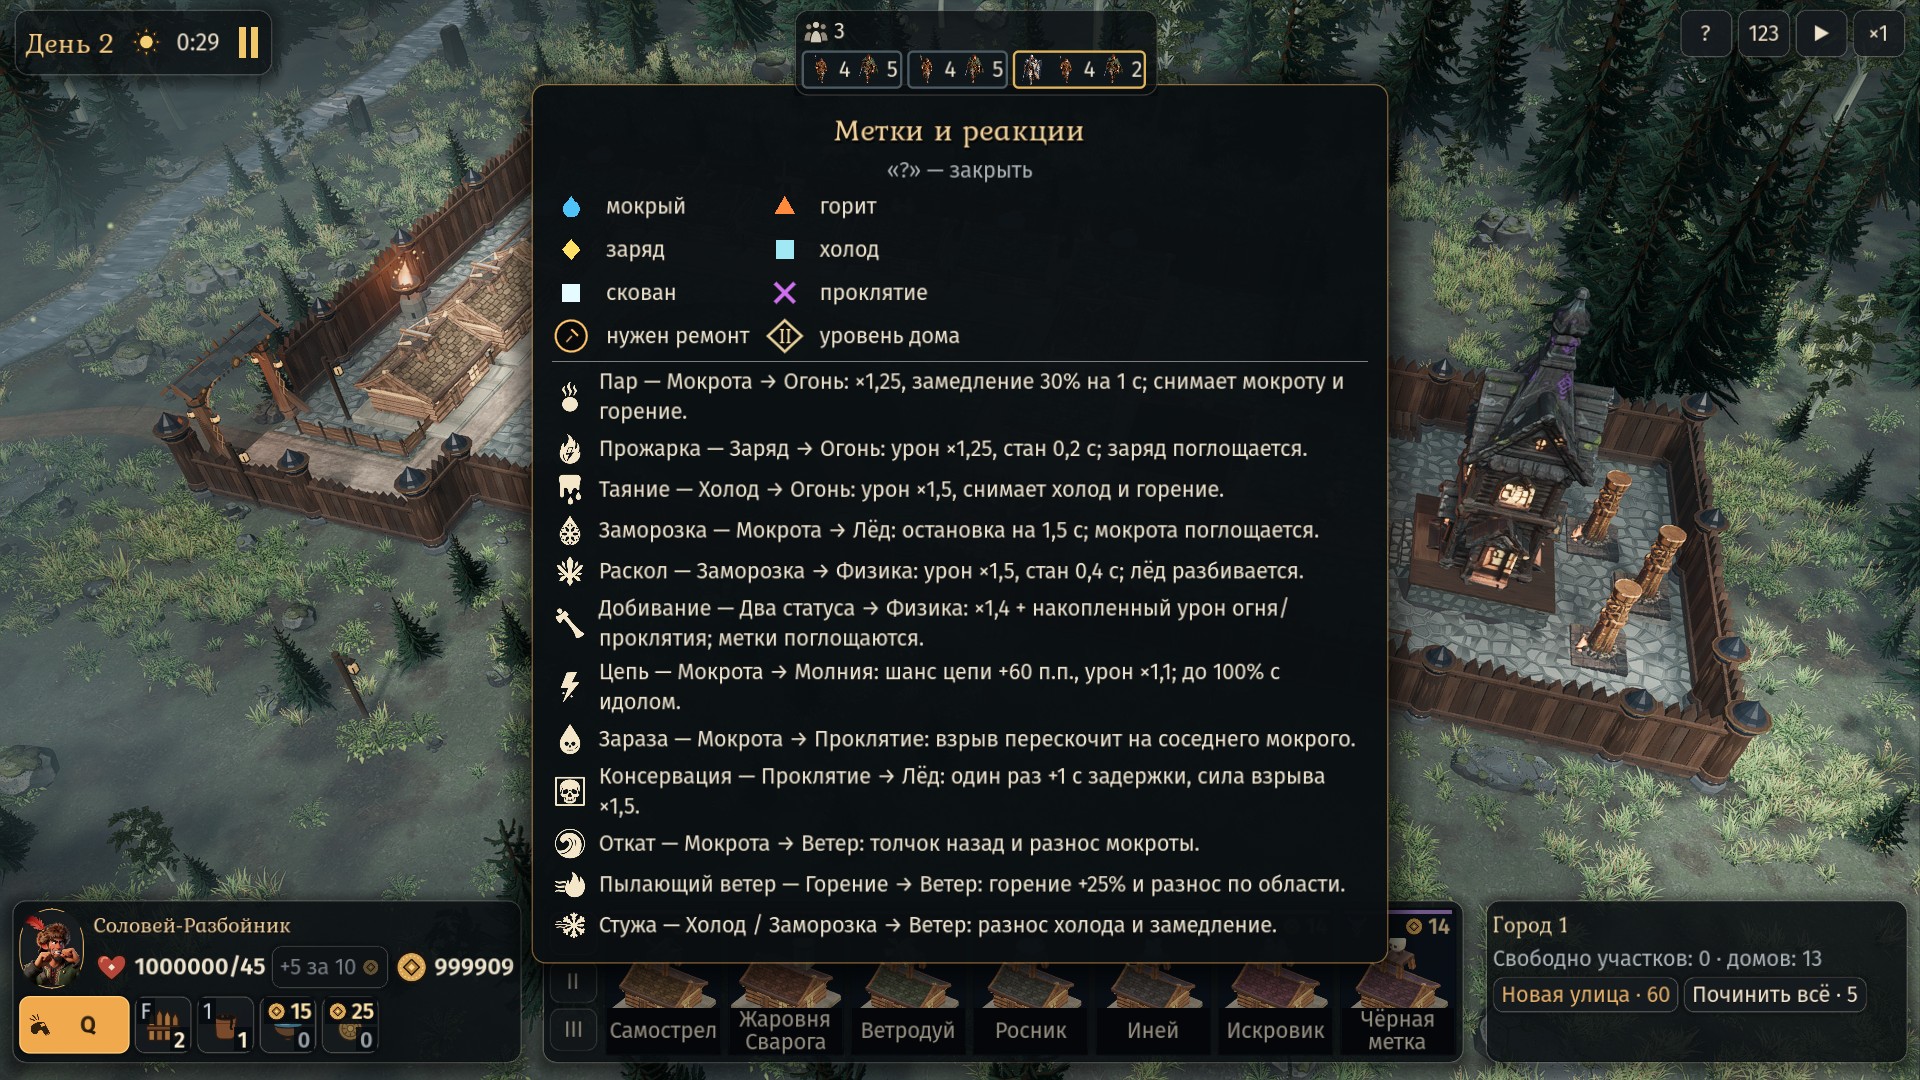 День 2 0:29
3
4 5 4 5 4 2
? 123 ×1
Метки и реакции
«?» — закрыть
мокрый горит
заряд холод
скован проклятие
нужен ремонт II уровень дома
Пар — Мокрота → Огонь: ×1,25, замедление 30% на 1 с; снимает мокроту и
горение.
Прожарка — Заряд → Огонь: урон ×1,25, стан 0,2 с; заряд поглощается.
Таяние — Холод → Огонь: урон ×1,5, снимает холод и горение.
Заморозка — Мокрота → Лёд: остановка на 1,5 с; мокрота поглощается.
Раскол — Заморозка → Физика: урон ×1,5, стан 0,4 с; лёд разбивается.
Добивание — Два статуса → Физика: ×1,4 + накопленный урон огня/
проклятия; метки поглощаются.
Цепь — Мокрота → Молния: шанс цепи +60 п.п., урон ×1,1; до 100% с
идолом.
Зараза — Мокрота → Проклятие: взрыв перескочит на соседнего мокрого.
Консервация — Проклятие → Лёд: один раз +1 с задержки, сила взрыва
×1,5.
Откат — Мокрота → Ветер: толчок назад и разнос мокроты.
Пылающий ветер — Горение → Ветер: горение +25% и разнос по области.
Стужа — Холод / Заморозка → Ветер: разнос холода и замедление.
Соловей-Разбойник
1000000/45 +5 за 10 999909
Q F 2 1 1 15 0 25 0
14
II
III
Самострел
Жаровня
Сварога
Ветродуй
Росник
Иней
Искровик
Чёрная
метка
Город 1
Свободно участков: 0 · домов: 13
Новая улица · 60 Починить всё · 5